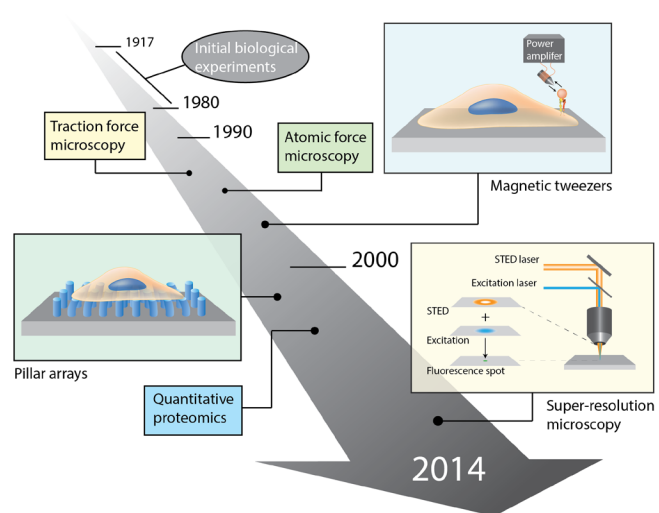 1917
Initial biological
experiments
1980
1990
Traction force
microscopy
Atomic force
microscopy
Power
amplifer
Magnetic tweezers
2000
Pillar arrays
STED laser
Excitation laser
STED
+
Excitation
Fluorescence spot
Quantitative
proteomics
Super-resolution
microscopy
2014